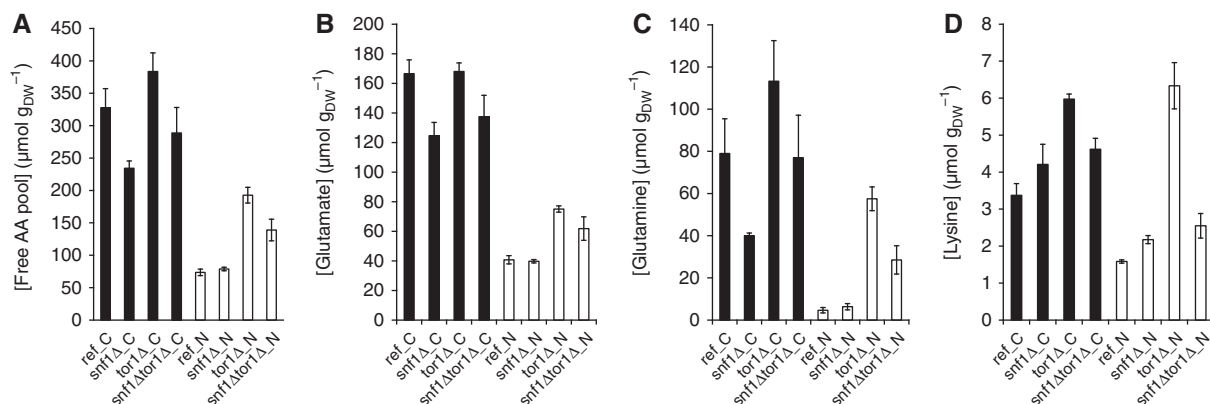 A
[Free AA pool] (μmol g_DW⁻¹)
450
400
350
300
250
200
150
100
50
0
ref_C
snf1Δ_C
tor1Δ_C
snf1Δtor1Δ_C
ref_N
snf1Δ_N
tor1Δ_N
snf1Δtor1Δ_N
B
[Glutamate] (μmol g_DW⁻¹)
200
180
160
140
120
100
80
60
40
20
0
ref_C
snf1Δ_C
tor1Δ_C
snf1Δtor1Δ_C
ref_N
snf1Δ_N
tor1Δ_N
snf1Δtor1Δ_N
C
[Glutamine] (μmol g_DW⁻¹)
140
120
100
80
60
40
20
0
ref_C
snf1Δ_C
tor1Δ_C
snf1Δtor1Δ_C
ref_N
snf1Δ_N
tor1Δ_N
snf1Δtor1Δ_N
D
[Lysine] (μmol g_DW⁻¹)
8
7
6
5
4
3
2
1
0
ref_C
snf1Δ_C
tor1Δ_C
snf1Δtor1Δ_C
ref_N
snf1Δ_N
tor1Δ_N
snf1Δtor1Δ_N